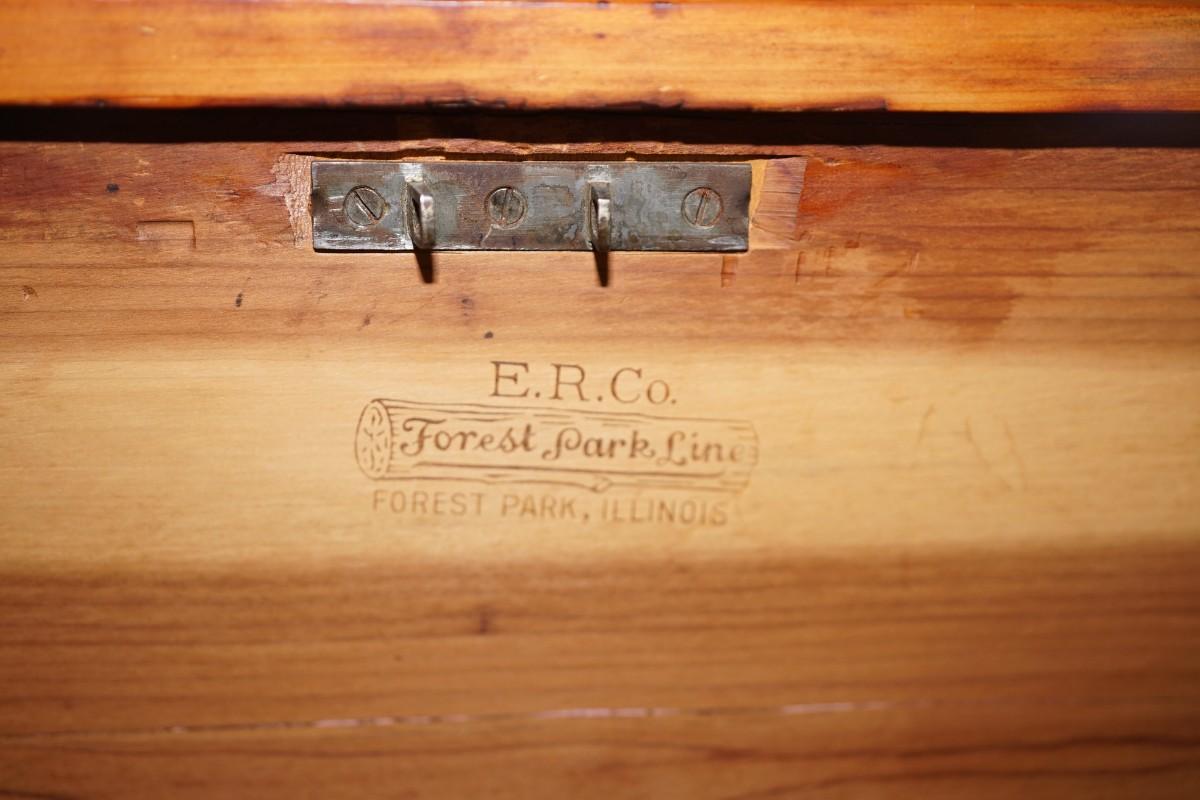 E.R.Co.
Forest Park Line
FOREST PARK, ILLINOIS